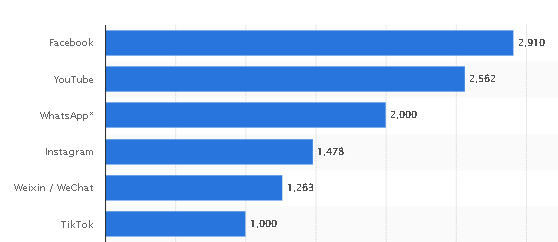 Facebook 2,910
YouTube 2,562
WhatsApp* 2,000
Instagram 1,478
Weixin / WeChat 1,263
TikTok 1,000